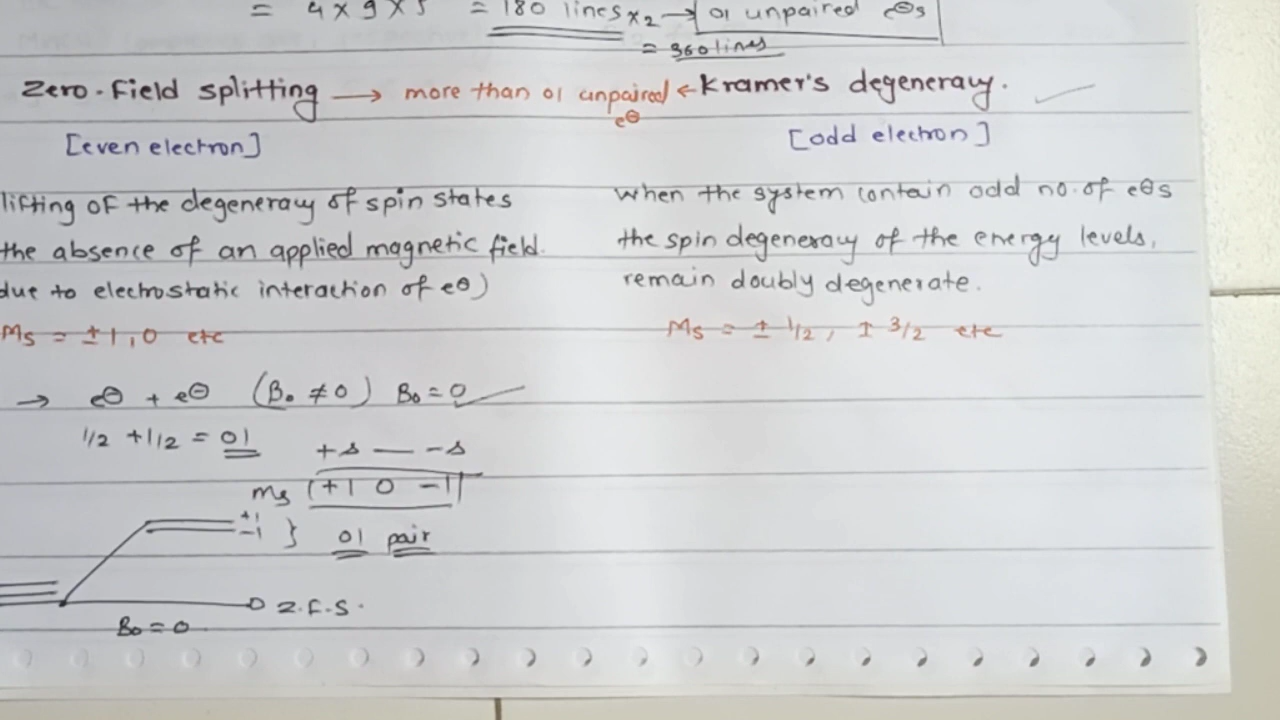 = 4 x 9 x 5 = 180 lines x2 → 01 unpaired e⊖s
= 360 lines
Zero-Field splitting → more than 01 unpaired e⊖ ← Kramer's degeneracy.
[even electron] [odd electron]
lifting of the degeneracy of spin states
the absence of an applied magnetic field.
due to electrostatic interaction of e⊖)
Ms = ±1, 0 etc
when the system contain odd no. of e⊖s
the spin degeneracy of the energy levels,
remain doubly degenerate.
Ms = ± 1/2, ± 3/2 etc
→ e⊖ + e⊖ (B₀ ≠ 0) B₀ = 0
1/2 + 1/2 = 01 +s — -s
ms +1 0 -1
+1
-1 } 01 pair
0 Z.F.S.
B₀ = 0